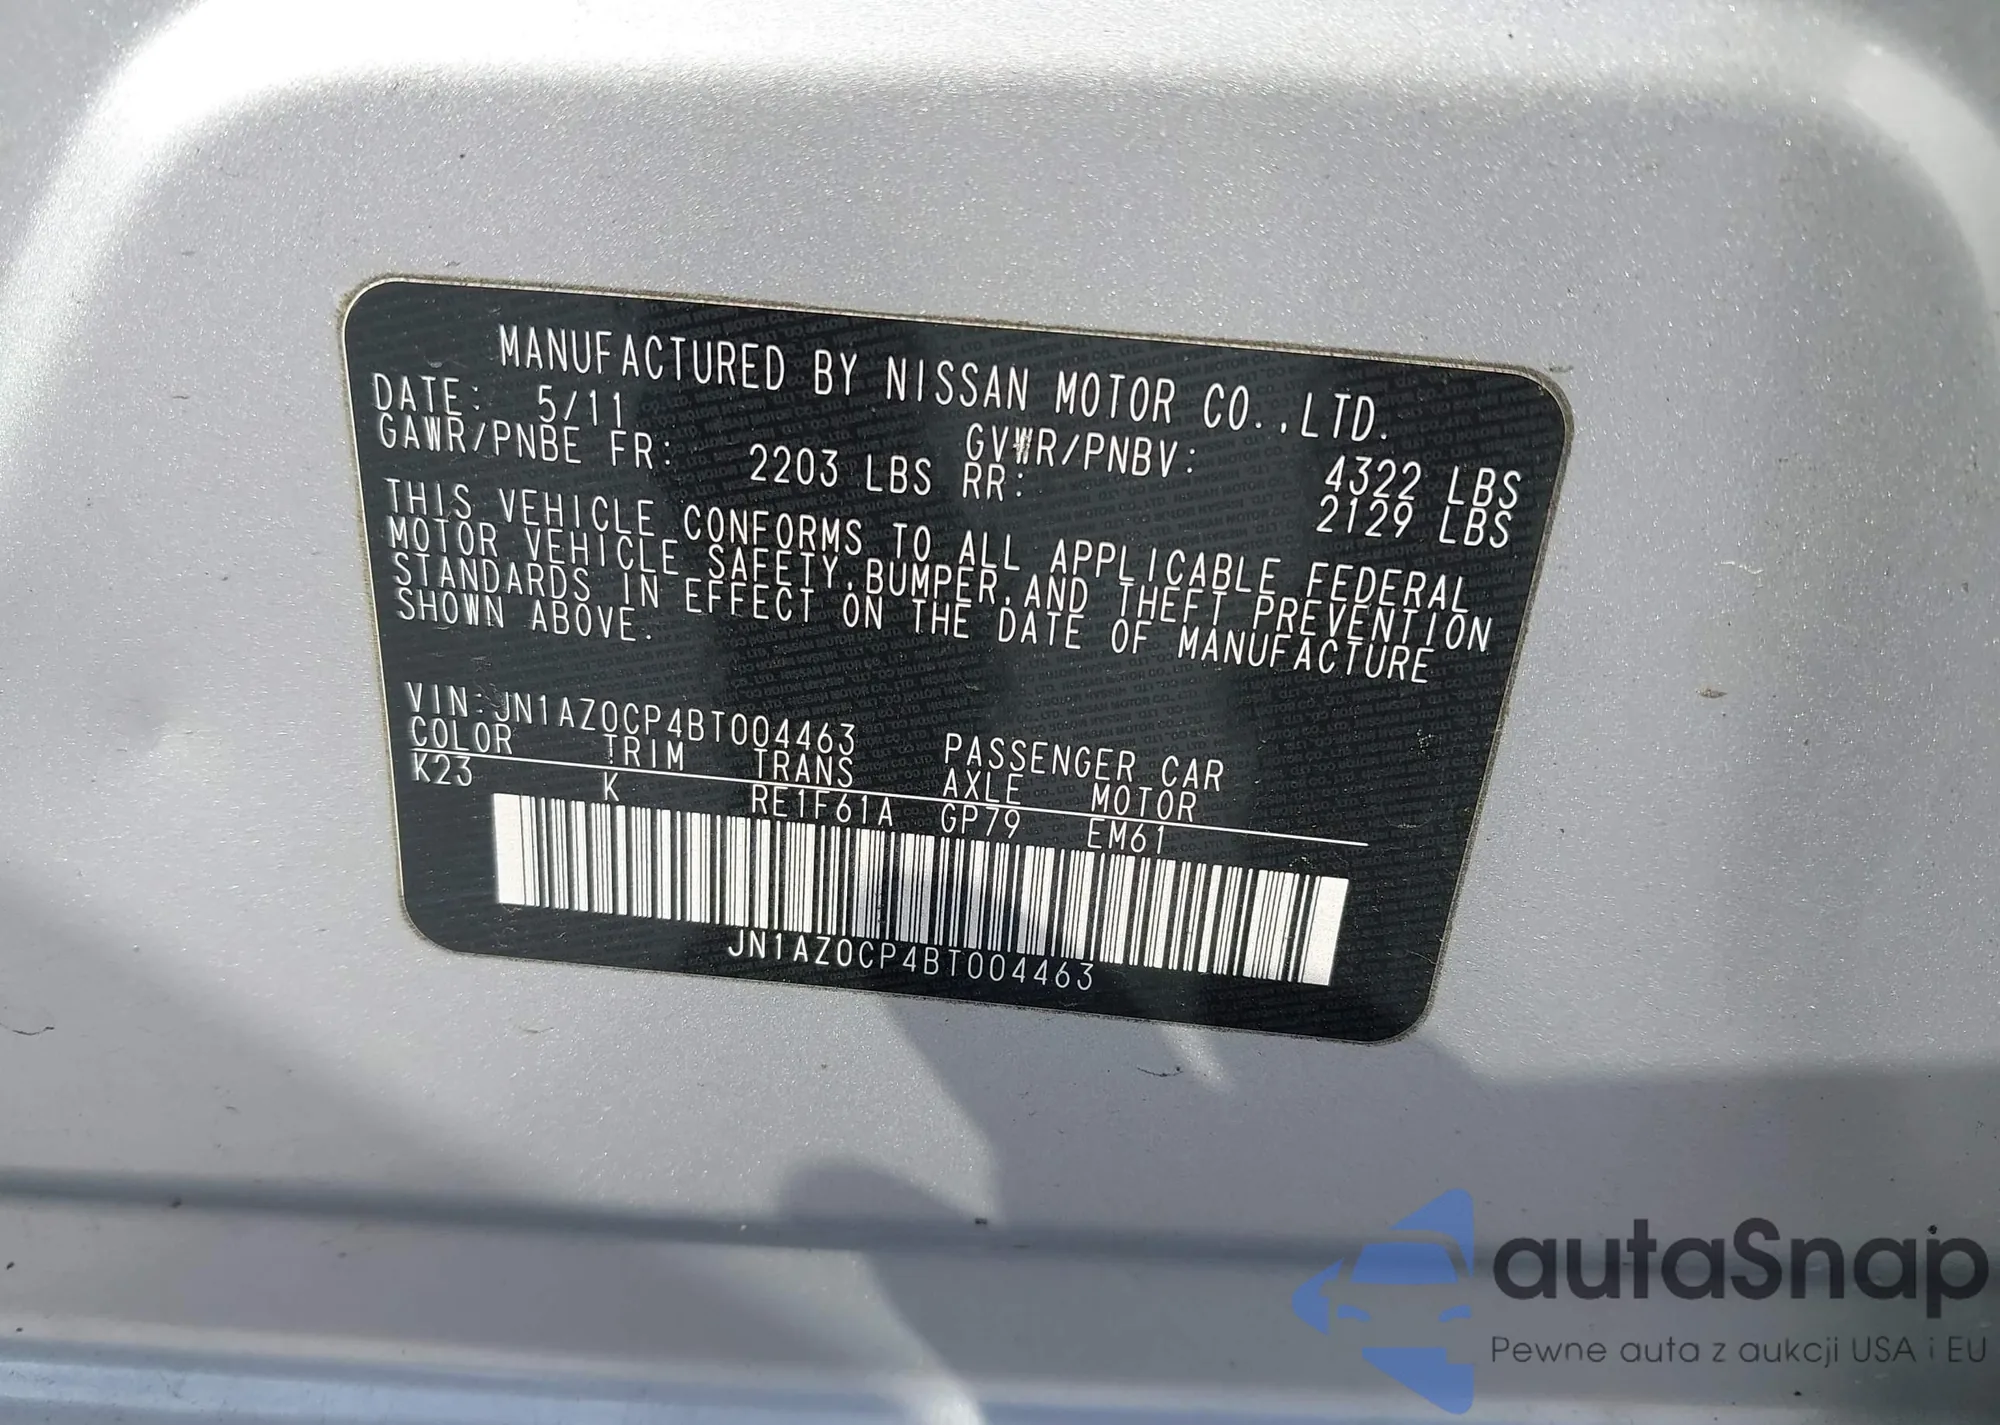 MANUFACTURED BY NISSAN MOTOR CO.,LTD.
DATE: 5/11 GVWR/PNBV: 4322 LBS
GAWR/PNBE FR: 2203 LBS RR: 2129 LBS
THIS VEHICLE CONFORMS TO ALL APPLICABLE FEDERAL
MOTOR VEHICLE SAFETY,BUMPER,AND THEFT PREVENTION
STANDARDS IN EFFECT ON THE DATE OF MANUFACTURE
SHOWN ABOVE.
VIN:JN1AZ0CP4BT004463 PASSENGER CAR
COLOR TRIM TRANS AXLE MOTOR
K23 K RE1F61A GP79 EM61
JN1AZ0CP4BT004463
autaSnap
Pewne auta z aukcji USA i EU